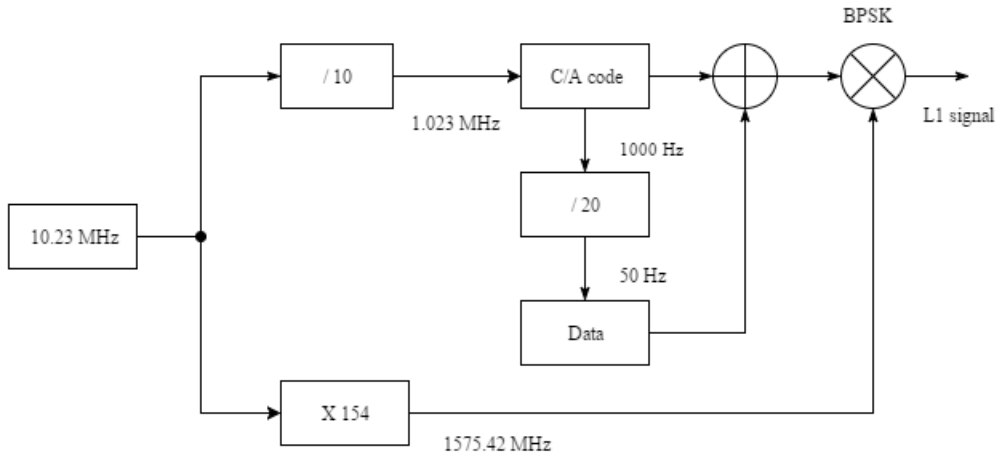 BPSK
/ 10
C/A code
1.023 MHz
L1 signal
1000 Hz
/ 20
10.23 MHz
50 Hz
Data
X 154
1575.42 MHz